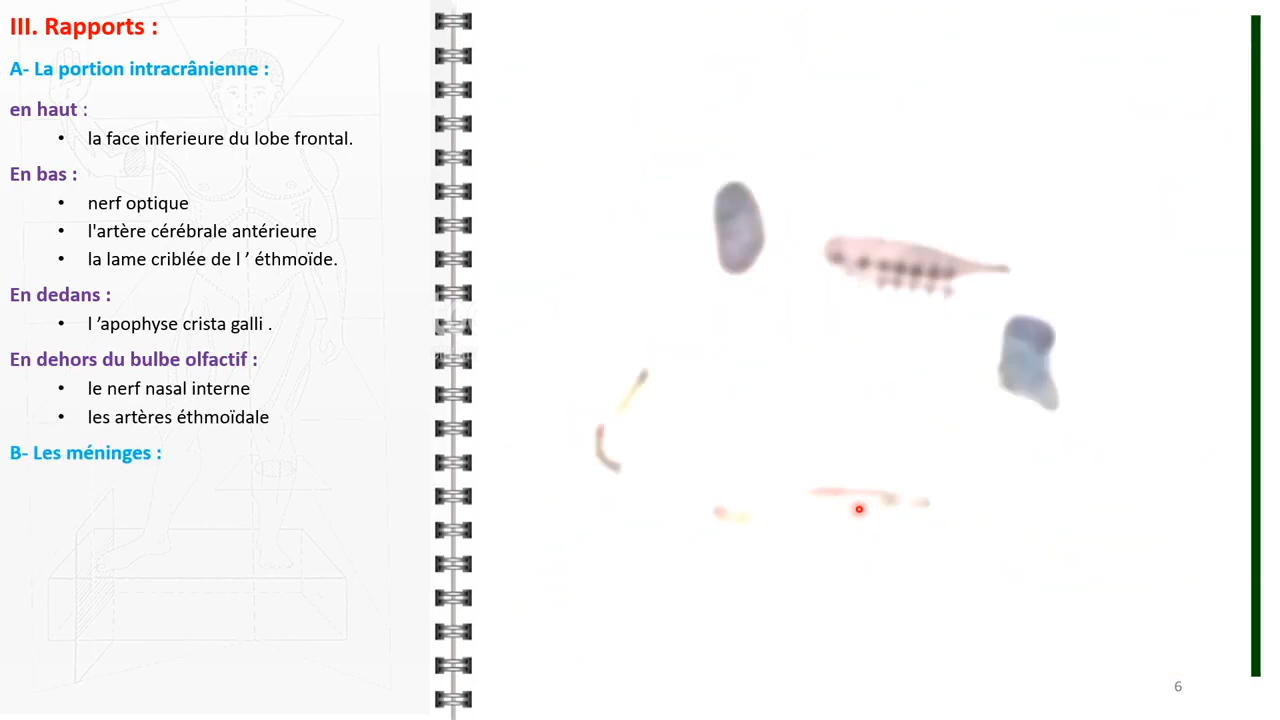 III. Rapports :
A- La portion intracrânienne :
en haut :
• la face inferieure du lobe frontal.
En bas :
• nerf optique
• l'artère cérébrale antérieure
• la lame criblée de l ’ éthmoïde.
En dedans :
• l ’apophyse crista galli .
En dehors du bulbe olfactif :
• le nerf nasal interne
• les artères éthmoïdale
B- Les méninges :
6